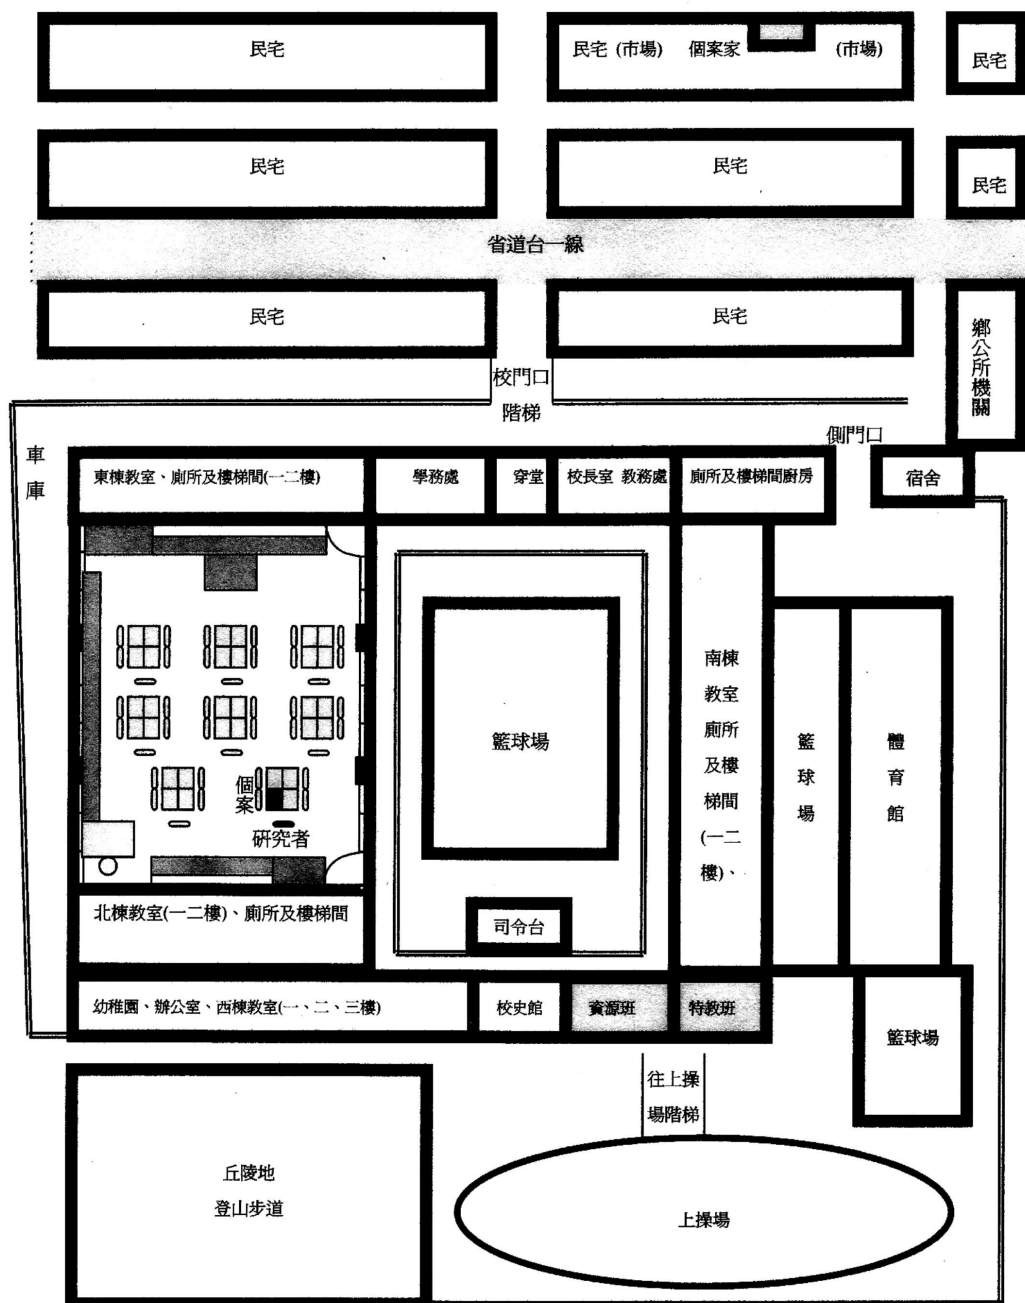 民宅
民宅 (市場) 個案家 (市場)
民宅
民宅
民宅
民宅
省道台一線
民宅
民宅
鄉公所機關
校門口
階梯
側門口
車庫
東棟教室、廁所及樓梯間(一二樓)
學務處
穿堂
校長室 教務處
廁所及樓梯間廚房
宿舍
籃球場
南棟
教室
廁所
及樓
梯間
(一二
樓)、
籃球場
體育館
個案
研究者
北棟教室(一二樓)、廁所及樓梯間
司令台
幼稚園、辦公室、西棟教室(一、二、三樓)
校史館
資源班
特教班
籃球場
往上操
場階梯
丘陵地
登山步道
上操場